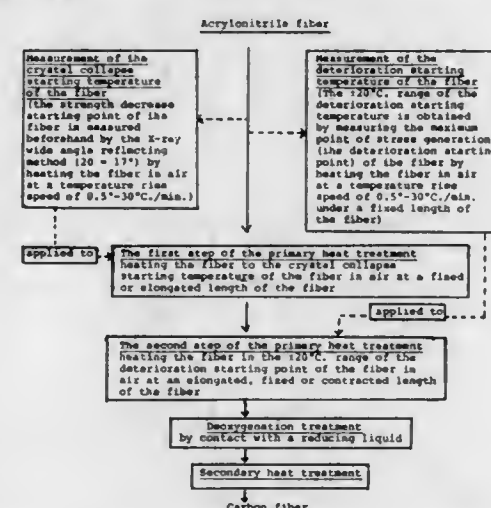 Acrylonitrile fiber
Measurement of the
crystal collapse
starting temperature
of the fiber
(the strength decrease
starting point of the
fiber is measured
beforehand by the X-ray
wide angle reflecting
method (2θ = 17°) by
heating the fiber in air
at a temperature rise
speed of 0.5°-30°C./min.)
Measurement of the
deterioration starting
temperature of the fiber
(The ±20°C. range of the
deterioration starting
temperature is obtained
by measuring the maximum
point of stress generation
(the deterioration starting
point) of the fiber by
heating the fiber in air
at a temperature rise
speed of 0.5°-30°C./min.
under a fixed length of
the fiber)
applied to
The first step of the primary heat treatment
heating the fiber to the crystal collapse
starting temperature of the fiber in air at a fixed
or elongated length of the fiber
applied to
The second step of the primary heat treatment
heating the fiber in the ±20°C. range of the
deterioration starting point of the fiber in
air at an elongated, fixed or contracted length
of the fiber
Deoxygenation treatment
by contact with a reducing liquid
Secondary heat treatment
Carbon fiber